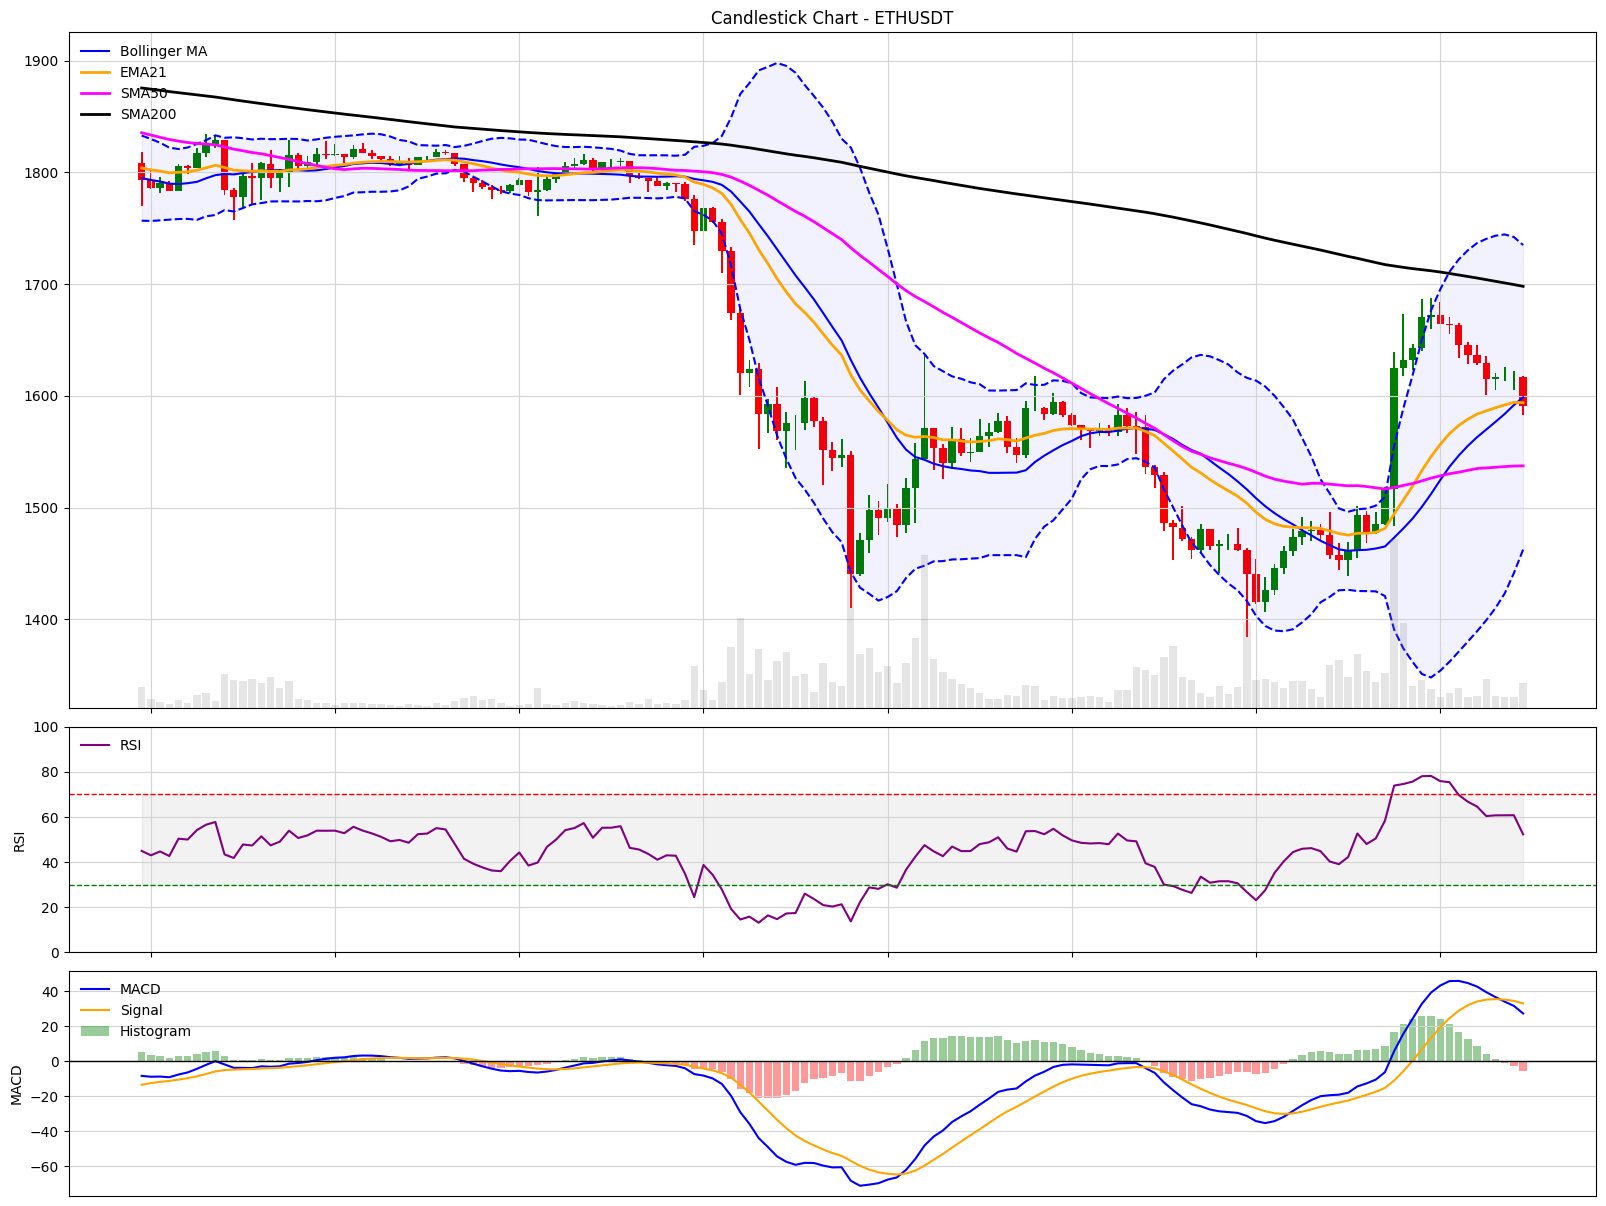 Candlestick Chart - ETHUSDT
Bollinger MA
EMA21
SMA50
SMA200
1900
1800
1700
1600
1500
1400
RSI
RSI
100
80
60
40
20
0
MACD
Signal
Histogram
MACD
40
20
0
−20
−40
−60